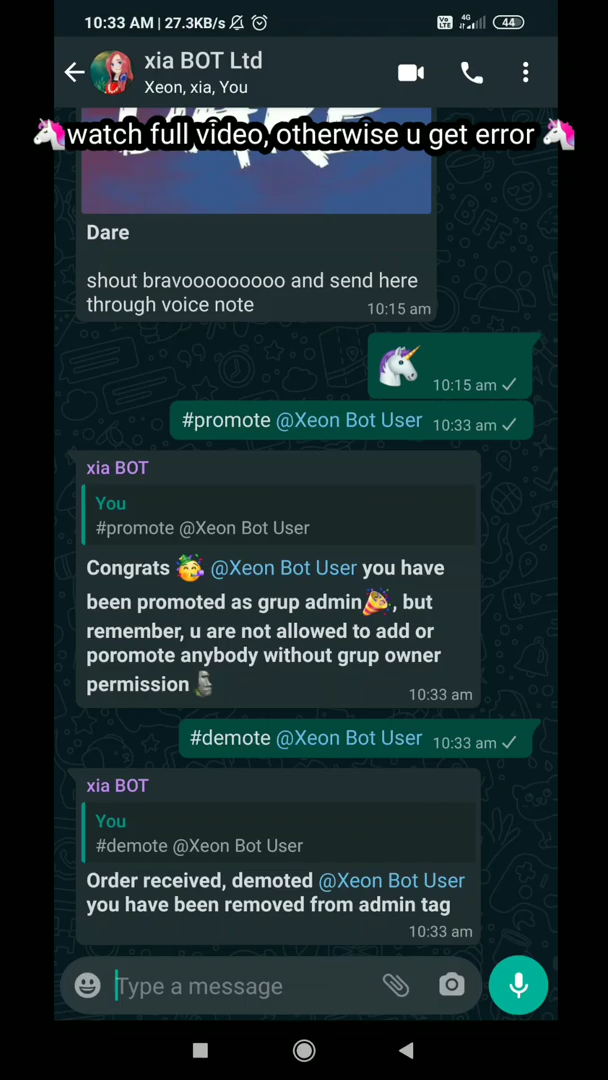 10:33 AM | 27.3KB/s
Vo LTE 4G 44
xia BOT Ltd
Xeon, xia, You
🦄watch full video, otherwise u get error 🦄
Dare
shout bravooooooooo and send here
through voice note
10:15 am
🦄
10:15 am
#promote @Xeon Bot User 10:33 am
xia BOT
You
#promote @Xeon Bot User
Congrats 🥳 @Xeon Bot User you have
been promoted as grup admin🎉, but
remember, u are not allowed to add or
poromote anybody without grup owner
permission🗿
10:33 am
#demote @Xeon Bot User 10:33 am
xia BOT
You
#demote @Xeon Bot User
Order received, demoted @Xeon Bot User
you have been removed from admin tag
10:33 am
Type a message